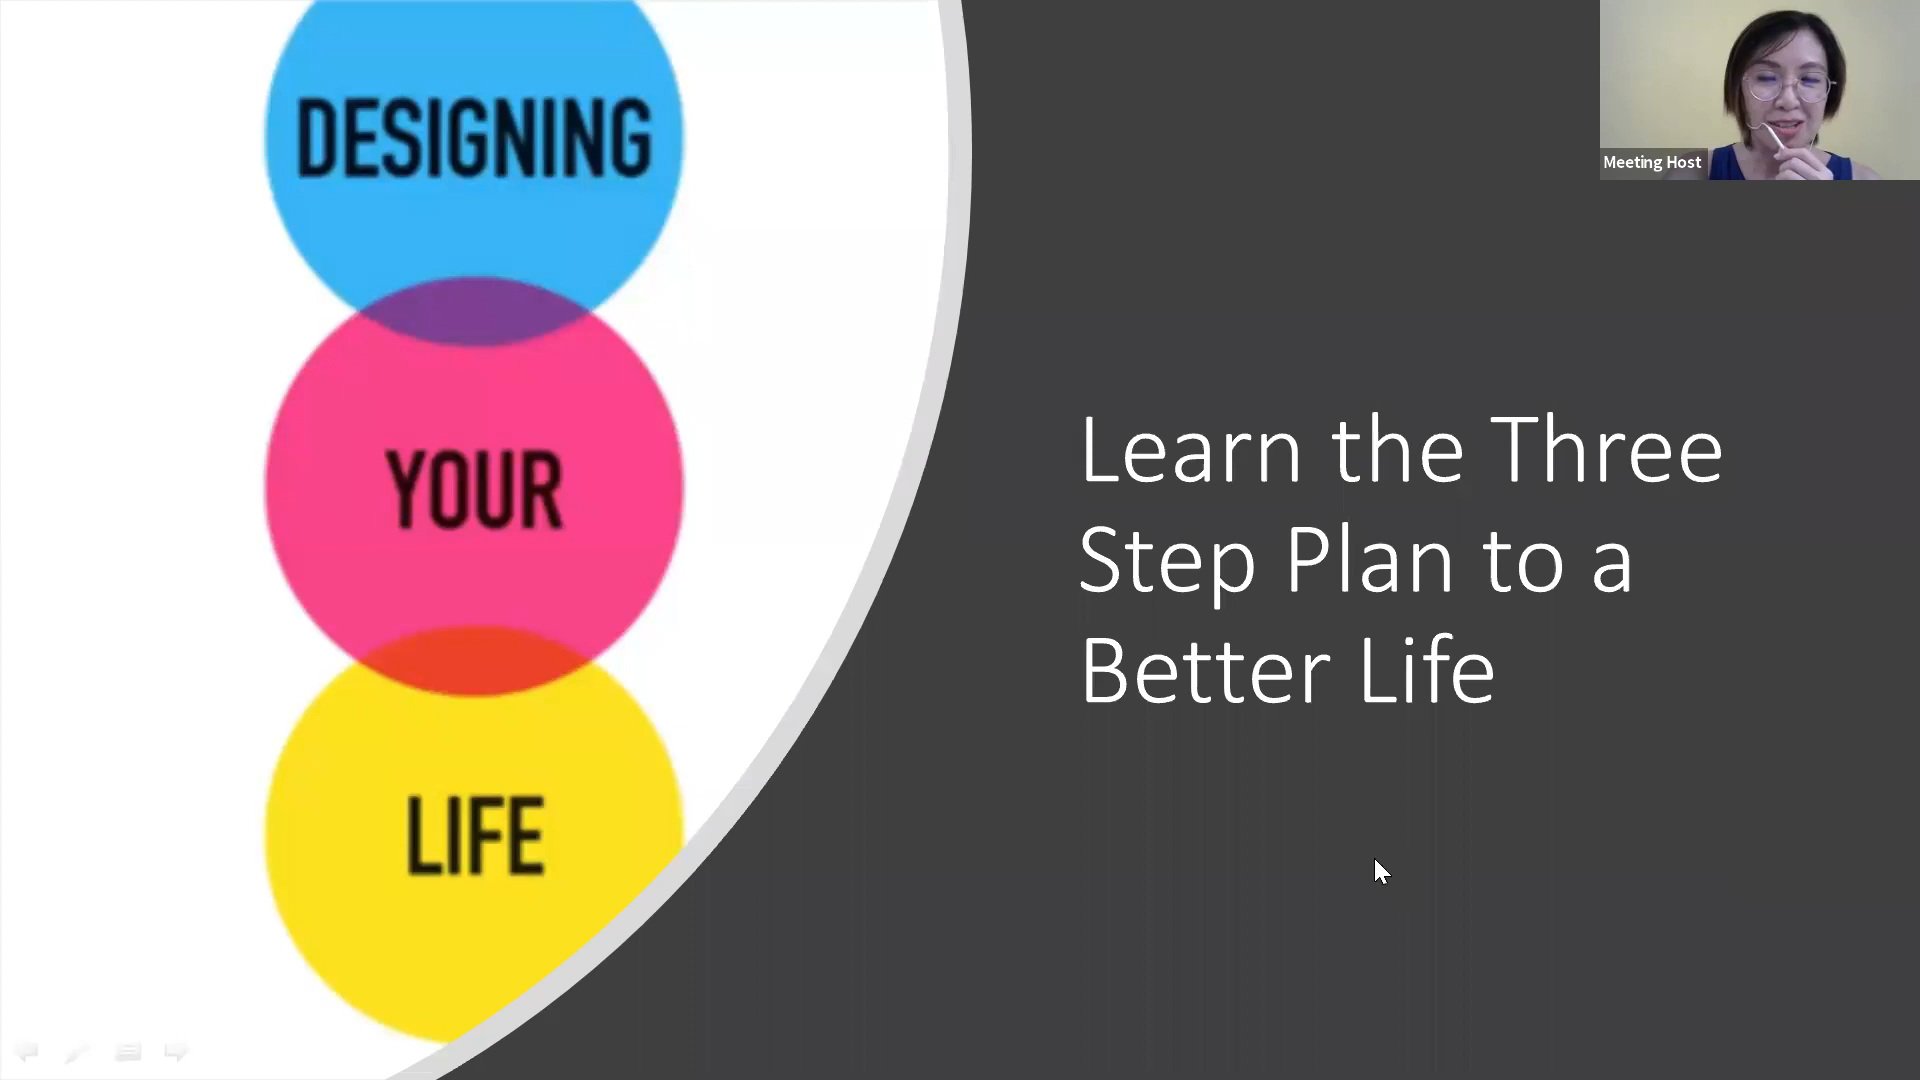 DESIGNING
YOUR
LIFE
Learn the Three
Step Plan to a
Better Life
Meeting Host